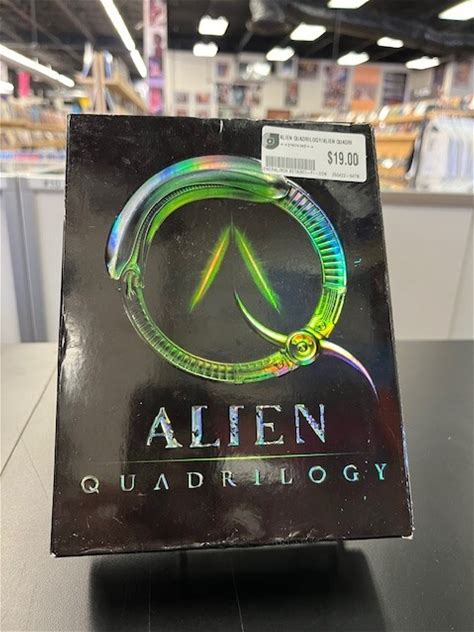 ALIEN QUADRILOGY/ALIEN QUADRI
$19.00
ALIEN
QUADRILOGY